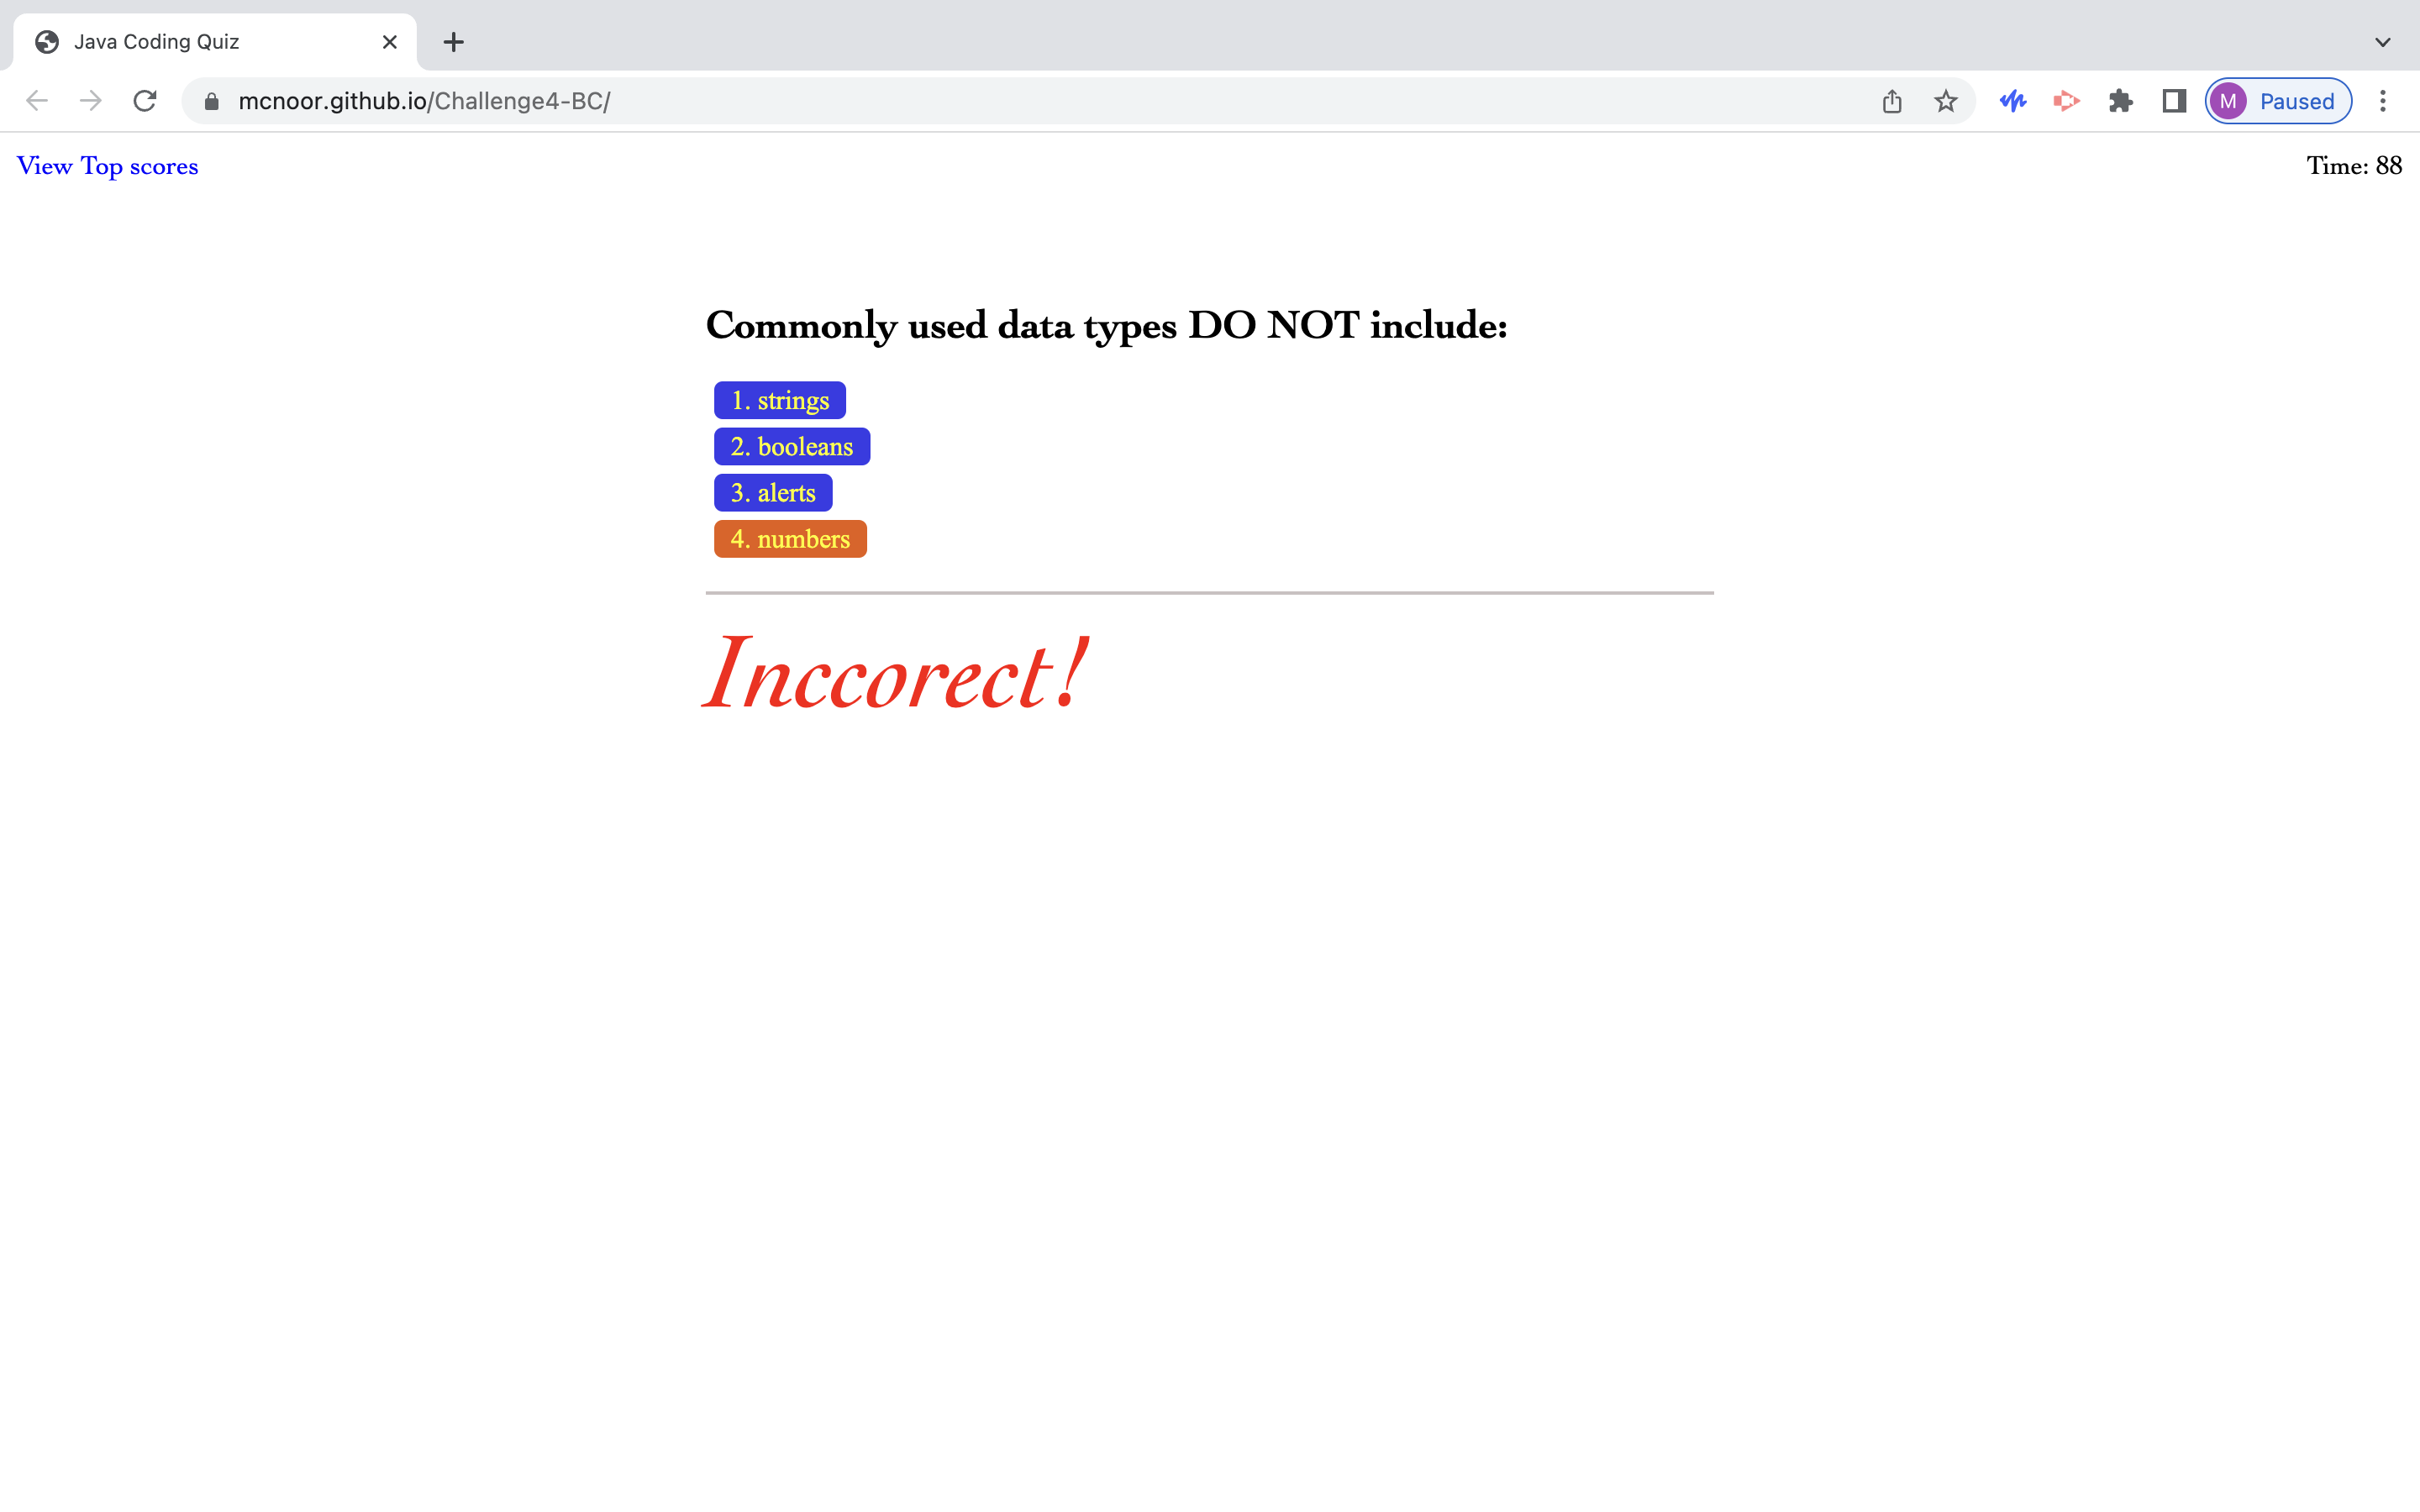 Java Coding Quiz
mcnoor.github.io/Challenge4-BC/
M Paused
View Top scores
Time: 88
Commonly used data types DO NOT include:
1. strings
2. booleans
3. alerts
4. numbers
Inccorect!